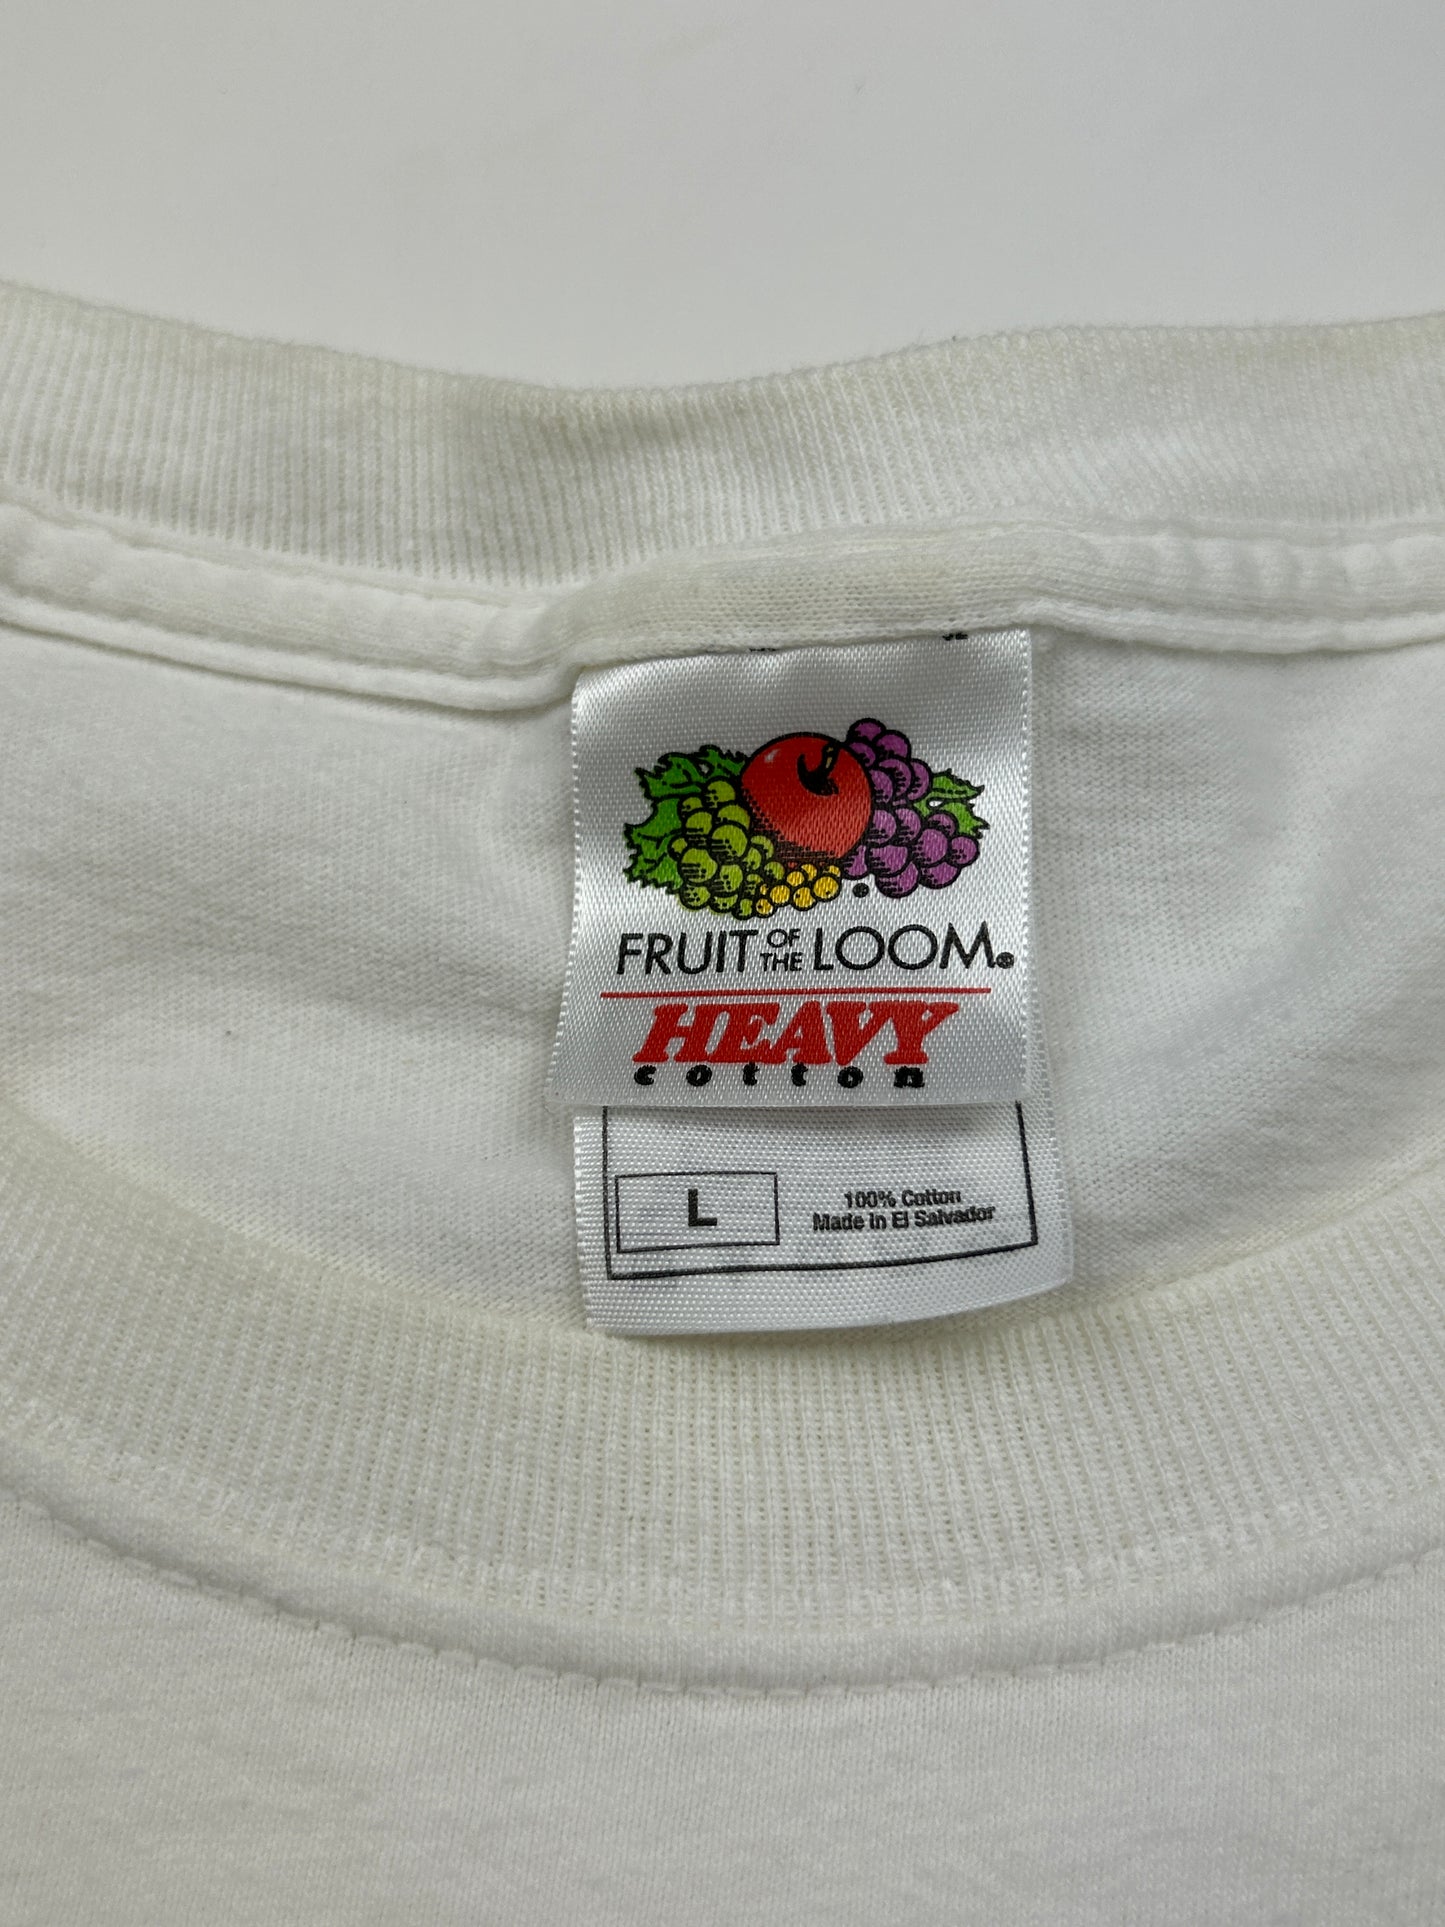 FRUIT OF THE LOOM®
HEAVY
cotton
L
100% Cotton
Made in El Salvador